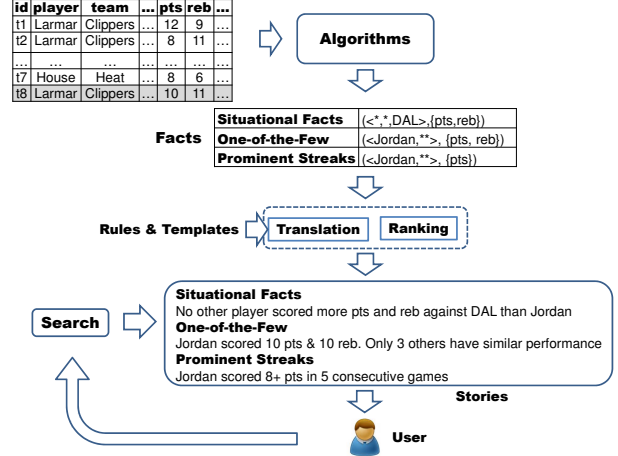 id player team ... pts reb ...
t1 Larmar Clippers ... 12 9 ...
t2 Larmar Clippers ... 8 11 ...
... ... ... ... ... ... ...
t7 House Heat ... 8 6 ...
t8 Larmar Clippers ... 10 11 ...
Algorithms
Facts
Situational Facts (<*,*,DAL>,{pts,reb})
One-of-the-Few (<Jordan,**>, {pts, reb})
Prominent Streaks (<Jordan,**>, {pts})
Rules & Templates
Translation
Ranking
Search
Situational Facts
No other player scored more pts and reb against DAL than Jordan
One-of-the-Few
Jordan scored 10 pts & 10 reb. Only 3 others have similar performance
Prominent Streaks
Jordan scored 8+ pts in 5 consecutive games
Stories
User